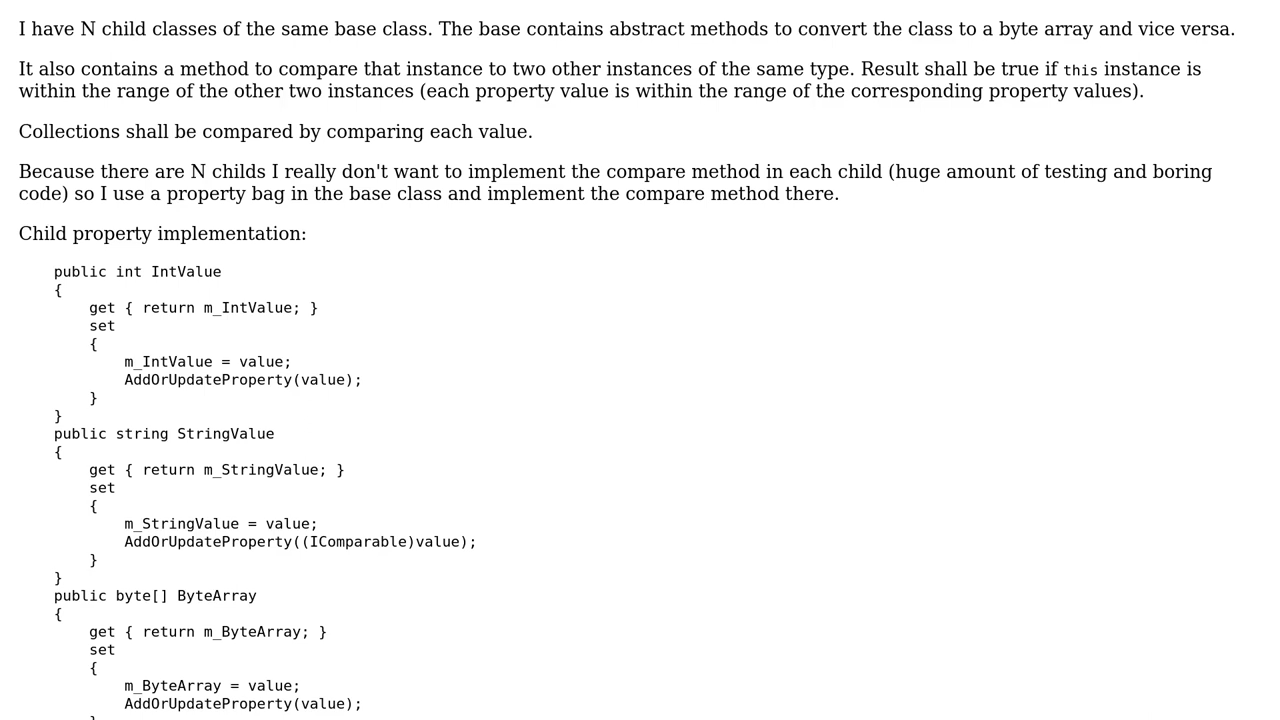 I have N child classes of the same base class. The base contains abstract methods to convert the class to a byte array and vice versa.
It also contains a method to compare that instance to two other instances of the same type. Result shall be true if this instance is
within the range of the other two instances (each property value is within the range of the corresponding property values).
Collections shall be compared by comparing each value.
Because there are N childs I really don't want to implement the compare method in each child (huge amount of testing and boring
code) so I use a property bag in the base class and implement the compare method there.
Child property implementation:
public int IntValue
{
get { return m_IntValue; }
set
{
m_IntValue = value;
AddOrUpdateProperty(value);
}
}
public string StringValue
{
get { return m_StringValue; }
set
{
m_StringValue = value;
AddOrUpdateProperty((IComparable)value);
}
}
public byte[] ByteArray
{
get { return m_ByteArray; }
set
{
m_ByteArray = value;
AddOrUpdateProperty(value);
}